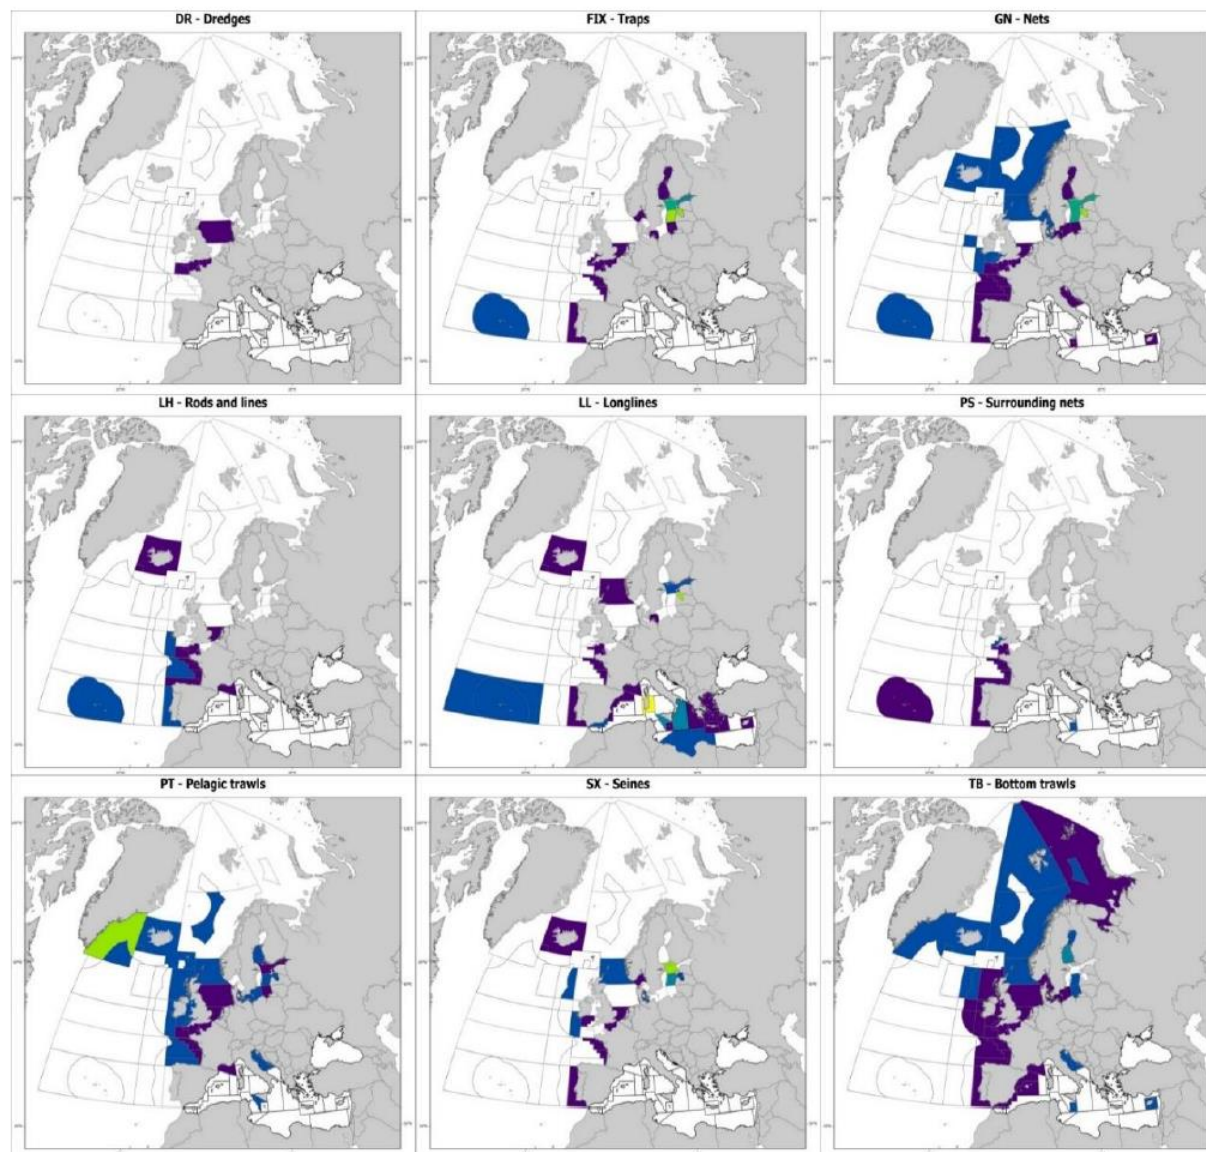 DR - Dredges
FIX - Traps
GN - Nets
LH - Rods and lines
LL - Longlines
PS - Surrounding nets
PT - Pelagic trawls
SX - Seines
TB - Bottom trawls